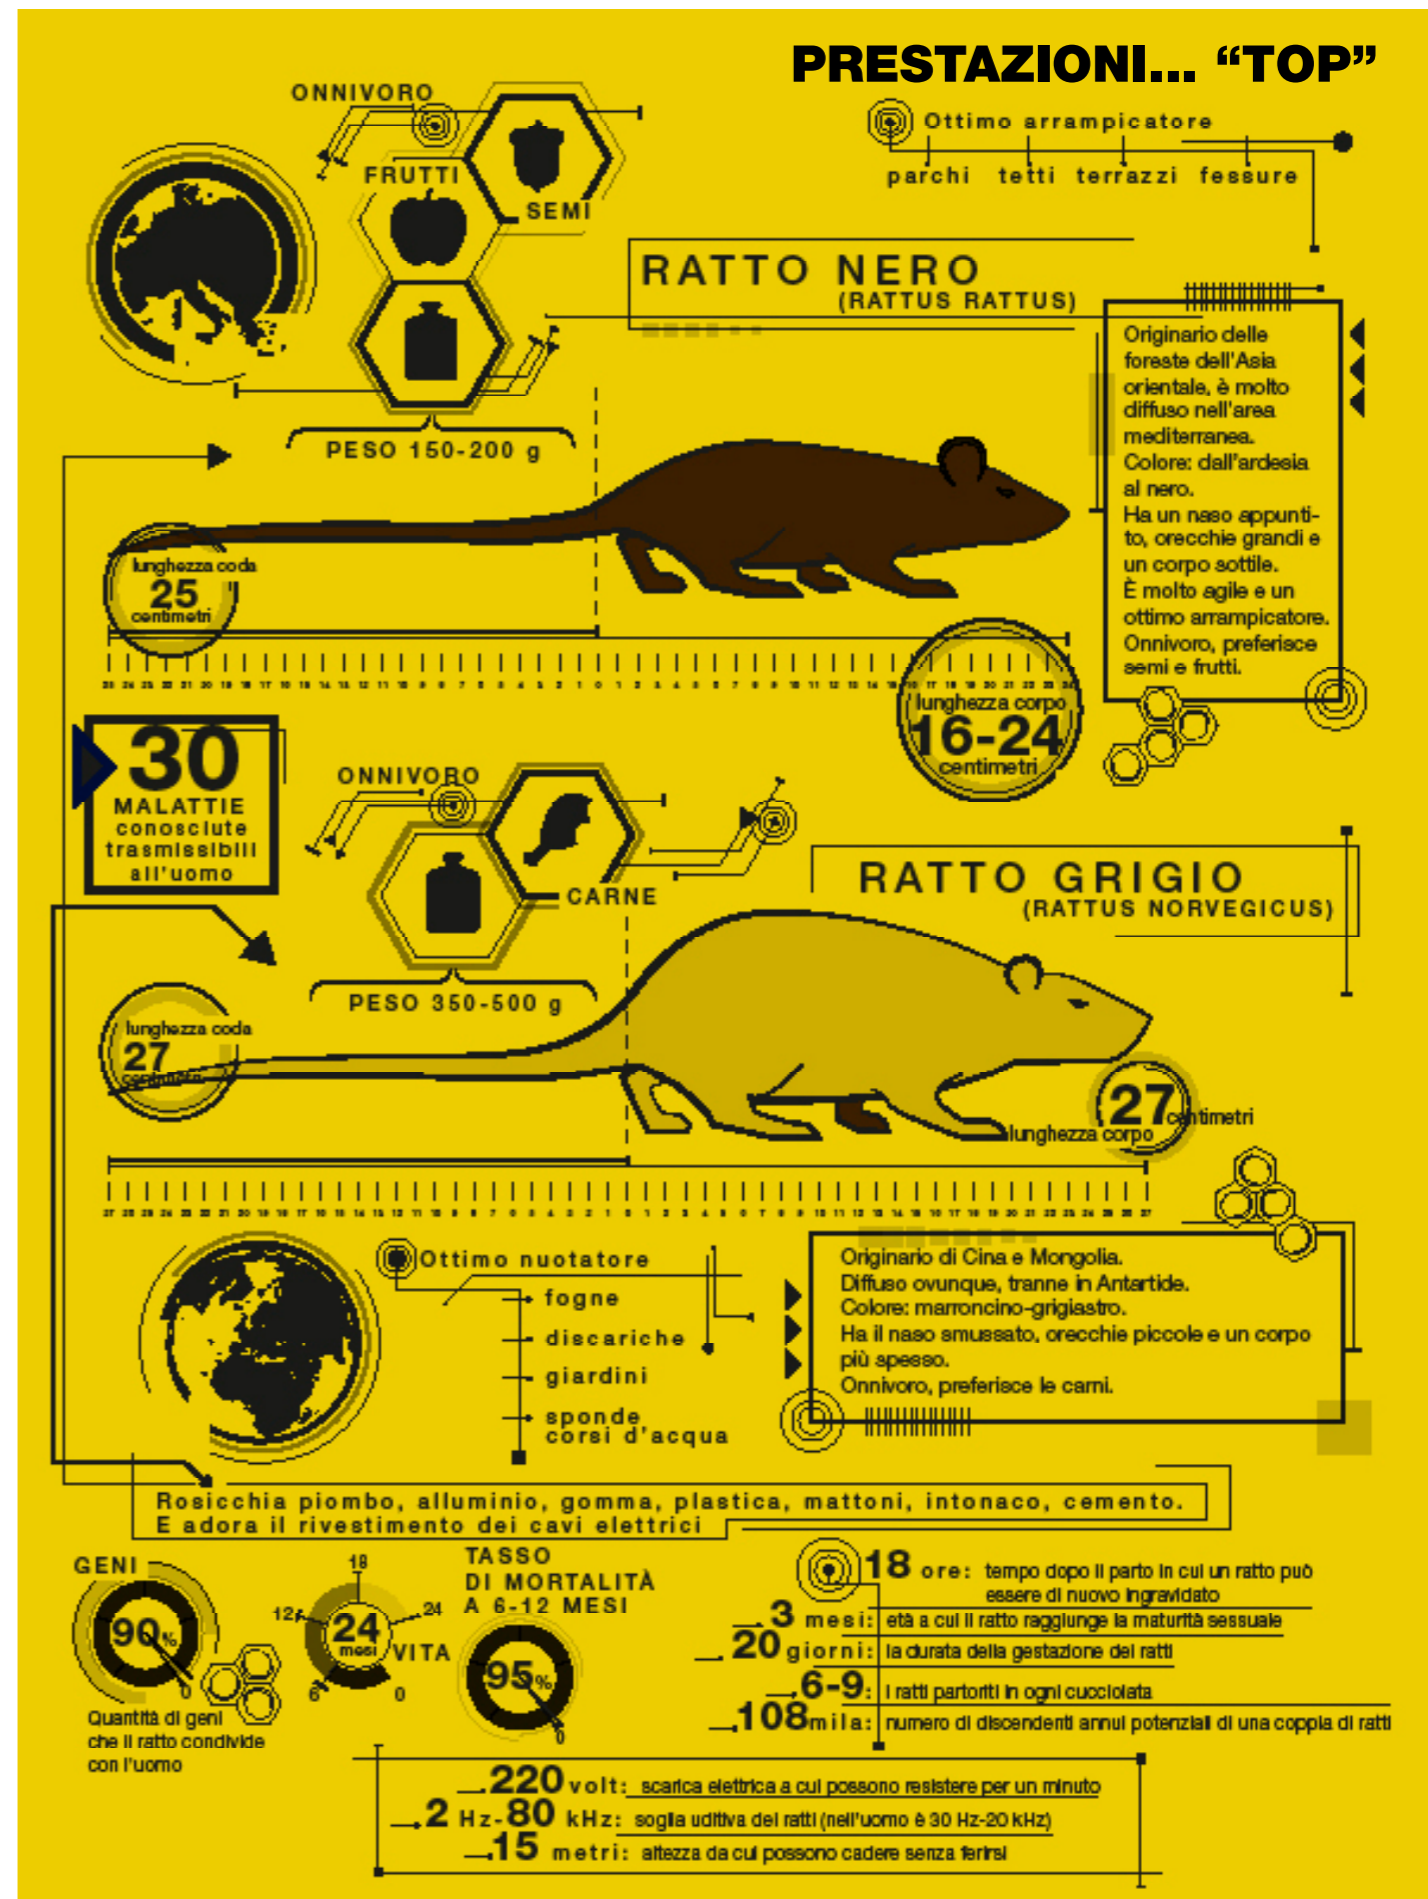 PRESTAZIONI... “TOP”
ONNIVORO
FRUTTI
SEMI
PESO 150-200 g
Ottimo arrampicatore
parchi tetti terrazzi fessure
RATTO NERO
(RATTUS RATTUS)
Originario delle
foreste dell'Asia
orientale, è molto
diffuso nell'area
mediterranea.
Colore: dall'ardesia
al nero.
Ha un naso appunti-
to, orecchie grandi e
un corpo sottile.
È molto agile e un
ottimo arrampicatore.
Onnivoro, preferisce
semi e frutti.
lunghezza coda
25
centimetri
lunghezza corpo
16-24
centimetri
30
MALATTIE
conosciute
trasmissibili
all'uomo
ONNIVORO
CARNE
PESO 350-500 g
RATTO GRIGIO
(RATTUS NORVEGICUS)
lunghezza coda
27
centimetri
27 centimetri
lunghezza corpo
Ottimo nuotatore
fogne
discariche
giardini
sponde
corsi d'acqua
Originario di Cina e Mongolia.
Diffuso ovunque, tranne in Antartide.
Colore: marroncino-grigiastro.
Ha il naso smussato, orecchie piccole e un corpo
più spesso.
Onnivoro, preferisce le carni.
Rosicchia piombo, alluminio, gomma, plastica, mattoni, intonaco, cemento.
E adora il rivestimento dei cavi elettrici
GENI
90%
0
Quantità di geni
che il ratto condivide
con l'uomo
18
12
24
24
mesi
VITA
6
0
TASSO
DI MORTALITÀ
A 6-12 MESI
95%
0
18 ore: tempo dopo il parto in cui un ratto può
essere di nuovo ingravidato
3 mesi: età a cui il ratto raggiunge la maturità sessuale
20 giorni: la durata della gestazione dei ratti
6-9: i ratti partoriti in ogni cucciolata
108mila: numero di discendenti annui potenziali di una coppia di ratti
220 volt: scarica elettrica a cui possono resistere per un minuto
2 Hz-80 kHz: soglia uditiva dei ratti (nell'uomo è 30 Hz-20 kHz)
15 metri: altezza da cui possono cadere senza ferirsi